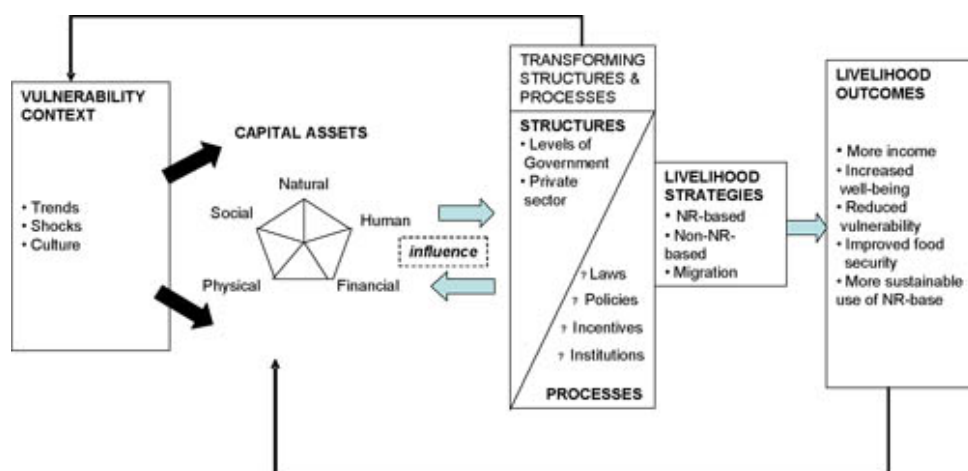 VULNERABILITY
CONTEXT
• Trends
• Shocks
• Culture
CAPITAL ASSETS
Natural
Social
Human
Physical
Financial
influence
TRANSFORMING
STRUCTURES &
PROCESSES
STRUCTURES
• Levels of
Government
• Private
sector
? Laws
? Policies
? Incentives
? Institutions
PROCESSES
LIVELIHOOD
STRATEGIES
• NR-based
• Non-NR-
based
• Migration
LIVELIHOOD
OUTCOMES
• More income
• Increased
well-being
• Reduced
vulnerability
• Improved food
security
• More sustainable
use of NR-base